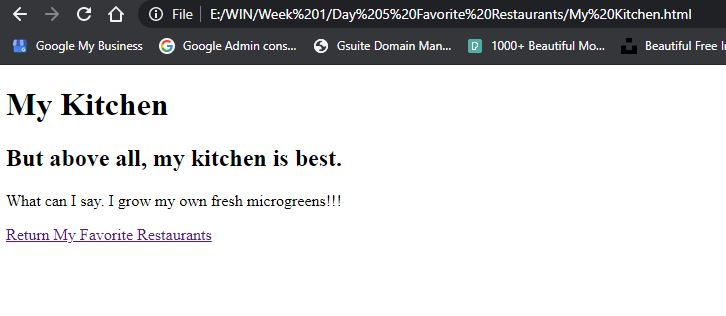 File E:/WIN/Week%201/Day%205%20Favorite%20Restaurants/My%20Kitchen.html
Google My Business Google Admin cons... Gsuite Domain Man... 1000+ Beautiful Mo... Beautiful Free I
My Kitchen
But above all, my kitchen is best.
What can I say. I grow my own fresh microgreens!!!
Return My Favorite Restaurants